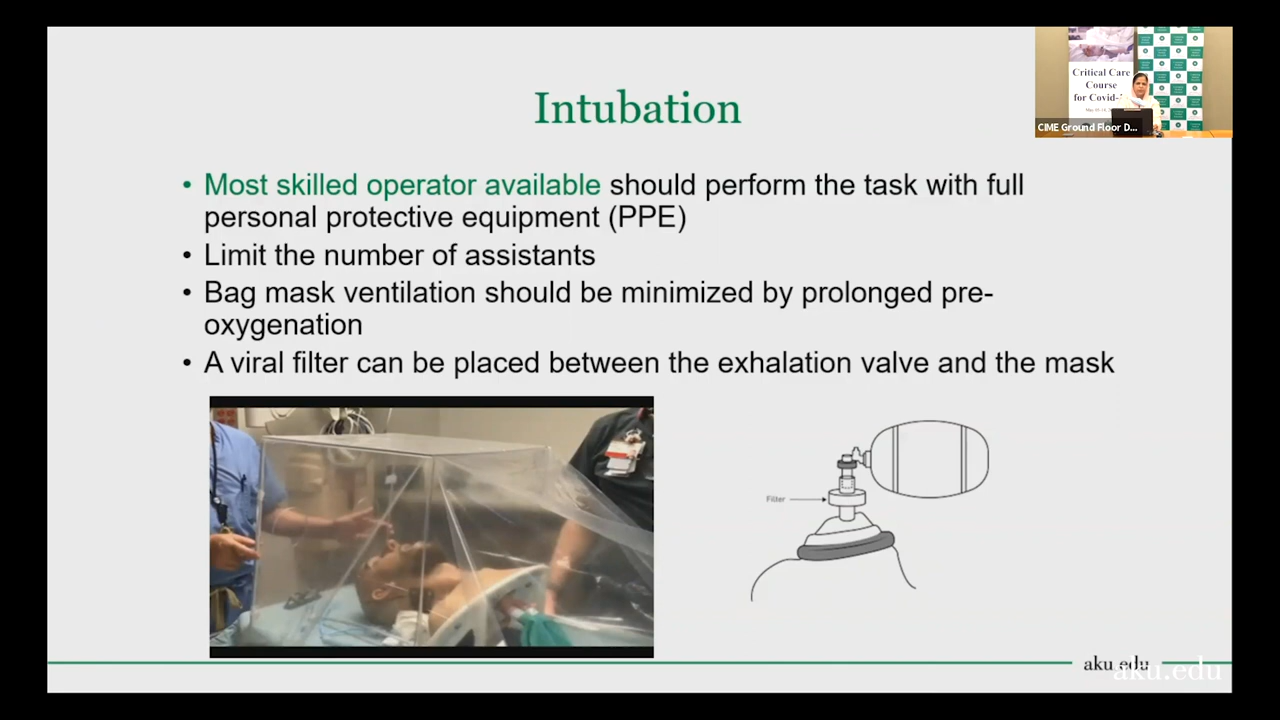 Intubation
• Most skilled operator available should perform the task with full
personal protective equipment (PPE)
• Limit the number of assistants
• Bag mask ventilation should be minimized by prolonged pre-
oxygenation
• A viral filter can be placed between the exhalation valve and the mask
Filter
aku.edu
aku.edu
Critical Care
Course
for Covid-
CIME Ground Floor D...